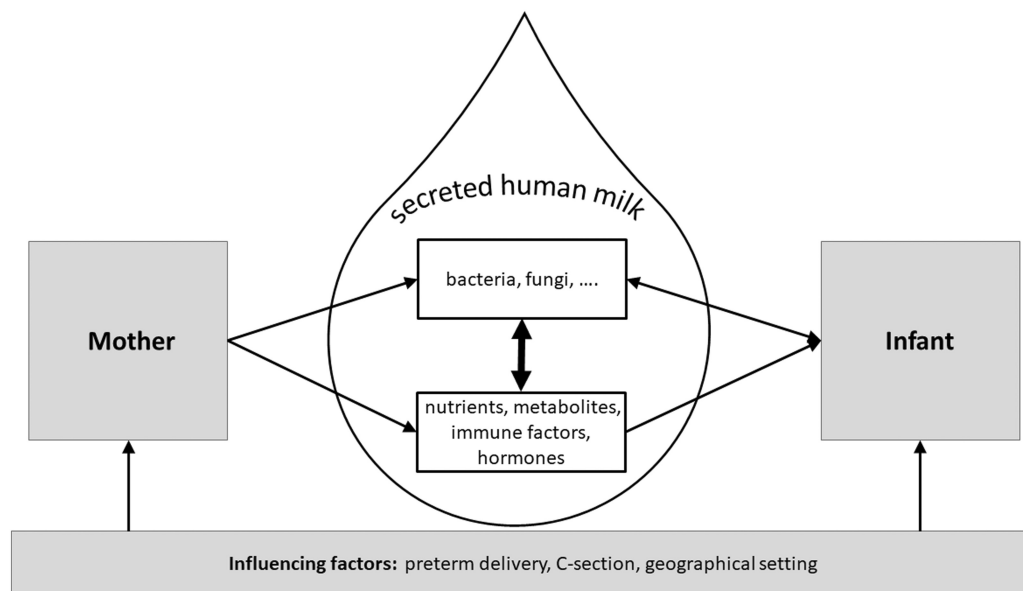 secreted human milk
bacteria, fungi, ....
Mother
Infant
nutrients, metabolites,
immune factors,
hormones
Influencing factors: preterm delivery, C-section, geographical setting